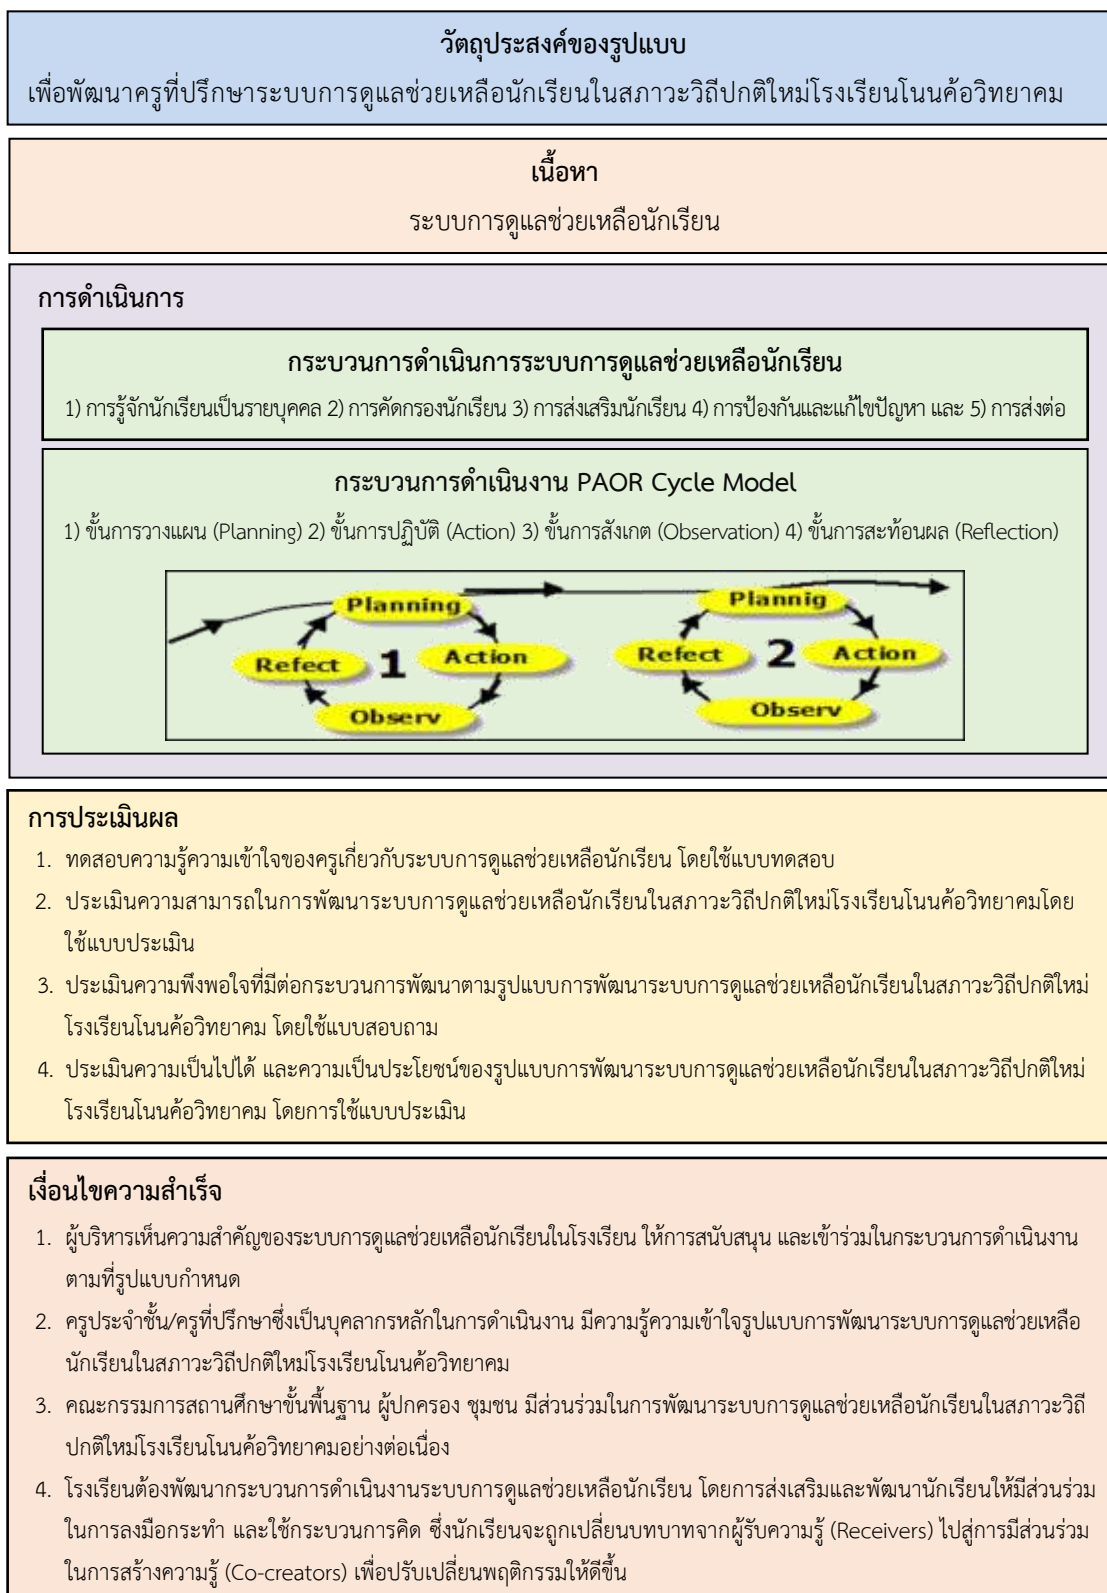 วัตถุประสงค์ของรูปแบบ
เพื่อพัฒนาครูที่ปรึกษาระบบการดูแลช่วยเหลือนักเรียนในสภาวะวิถีปกติใหม่โรงเรียนโนนค้อวิทยาคม
เนื้อหา
ระบบการดูแลช่วยเหลือนักเรียน
การดำเนินการ
กระบวนการดำเนินการระบบการดูแลช่วยเหลือนักเรียน
1) การรู้จักนักเรียนเป็นรายบุคคล 2) การคัดกรองนักเรียน 3) การส่งเสริมนักเรียน 4) การป้องกันและแก้ไขปัญหา และ 5) การส่งต่อ
กระบวนการดำเนินงาน PAOR Cycle Model
1) ขั้นการวางแผน (Planning) 2) ขั้นการปฏิบัติ (Action) 3) ขั้นการสังเกต (Observation) 4) ขั้นการสะท้อนผล (Reflection)
Planning
Refect 1 Action
Observ
Plannig
Refect 2 Action
Observ
การประเมินผล
1. ทดสอบความรู้ความเข้าใจของครูเกี่ยวกับระบบการดูแลช่วยเหลือนักเรียน โดยใช้แบบทดสอบ
2. ประเมินความสามารถในการพัฒนาระบบการดูแลช่วยเหลือนักเรียนในสภาวะวิถีปกติใหม่โรงเรียนโนนค้อวิทยาคมโดย
ใช้แบบประเมิน
3. ประเมินความพึงพอใจที่มีต่อกระบวนการพัฒนาตามรูปแบบการพัฒนาระบบการดูแลช่วยเหลือนักเรียนในสภาวะวิถีปกติใหม่
โรงเรียนโนนค้อวิทยาคม โดยใช้แบบสอบถาม
4. ประเมินความเป็นไปได้ และความเป็นประโยชน์ของรูปแบบการพัฒนาระบบการดูแลช่วยเหลือนักเรียนในสภาวะวิถีปกติใหม่
โรงเรียนโนนค้อวิทยาคม โดยการใช้แบบประเมิน
เงื่อนไขความสำเร็จ
1. ผู้บริหารเห็นความสำคัญของระบบการดูแลช่วยเหลือนักเรียนในโรงเรียน ให้การสนับสนุน และเข้าร่วมในกระบวนการดำเนินงาน
ตามที่รูปแบบกำหนด
2. ครูประจำชั้น/ครูที่ปรึกษาซึ่งเป็นบุคลากรหลักในการดำเนินงาน มีความรู้ความเข้าใจรูปแบบการพัฒนาระบบการดูแลช่วยเหลือ
นักเรียนในสภาวะวิถีปกติใหม่โรงเรียนโนนค้อวิทยาคม
3. คณะกรรมการสถานศึกษาขั้นพื้นฐาน ผู้ปกครอง ชุมชน มีส่วนร่วมในการพัฒนาระบบการดูแลช่วยเหลือนักเรียนในสภาวะวิถี
ปกติใหม่โรงเรียนโนนค้อวิทยาคมอย่างต่อเนื่อง
4. โรงเรียนต้องพัฒนากระบวนการดำเนินงานระบบการดูแลช่วยเหลือนักเรียน โดยการส่งเสริมและพัฒนานักเรียนให้มีส่วนร่วม
ในการลงมือกระทำ และใช้กระบวนการคิด ซึ่งนักเรียนจะถูกเปลี่ยนบทบาทจากผู้รับความรู้ (Receivers) ไปสู่การมีส่วนร่วม
ในการสร้างความรู้ (Co-creators) เพื่อปรับเปลี่ยนพฤติกรรมให้ดีขึ้น